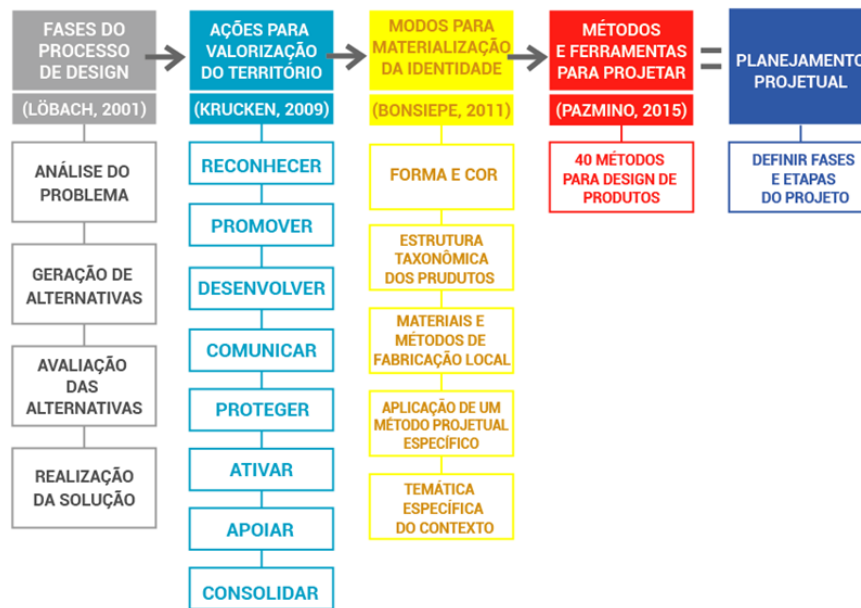 FASES DO
PROCESSO
DE DESIGN
(LÖBACH, 2001)
ANÁLISE DO
PROBLEMA
GERAÇÃO DE
ALTERNATIVAS
AVALIAÇÃO
DAS
ALTERNATIVAS
REALIZAÇÃO
DA SOLUÇÃO
AÇÕES PARA
VALORIZAÇÃO
DO TERRITÓRIO
(KRUCKEN, 2009)
RECONHECER
PROMOVER
DESENVOLVER
COMUNICAR
PROTEGER
ATIVAR
APOIAR
CONSOLIDAR
MODOS PARA
MATERIALIZAÇÃO
DA IDENTIDADE
(BONSIEPE, 2011)
FORMA E COR
ESTRUTURA
TAXONÔMICA
DOS PRUDUTOS
MATERIAIS E
MÉTODOS DE
FABRICAÇÃO LOCAL
APLICAÇÃO DE UM
MÉTODO PROJETUAL
ESPECÍFICO
TEMÁTICA
ESPECÍFICA
DO CONTEXTO
MÉTODOS
E FERRAMENTAS
PARA PROJETAR
(PAZMINO, 2015)
40 MÉTODOS
PARA DESIGN DE
PRODUTOS
=
PLANEJAMENTO
PROJETUAL
DEFINIR FASES
E ETAPAS
DO PROJETO